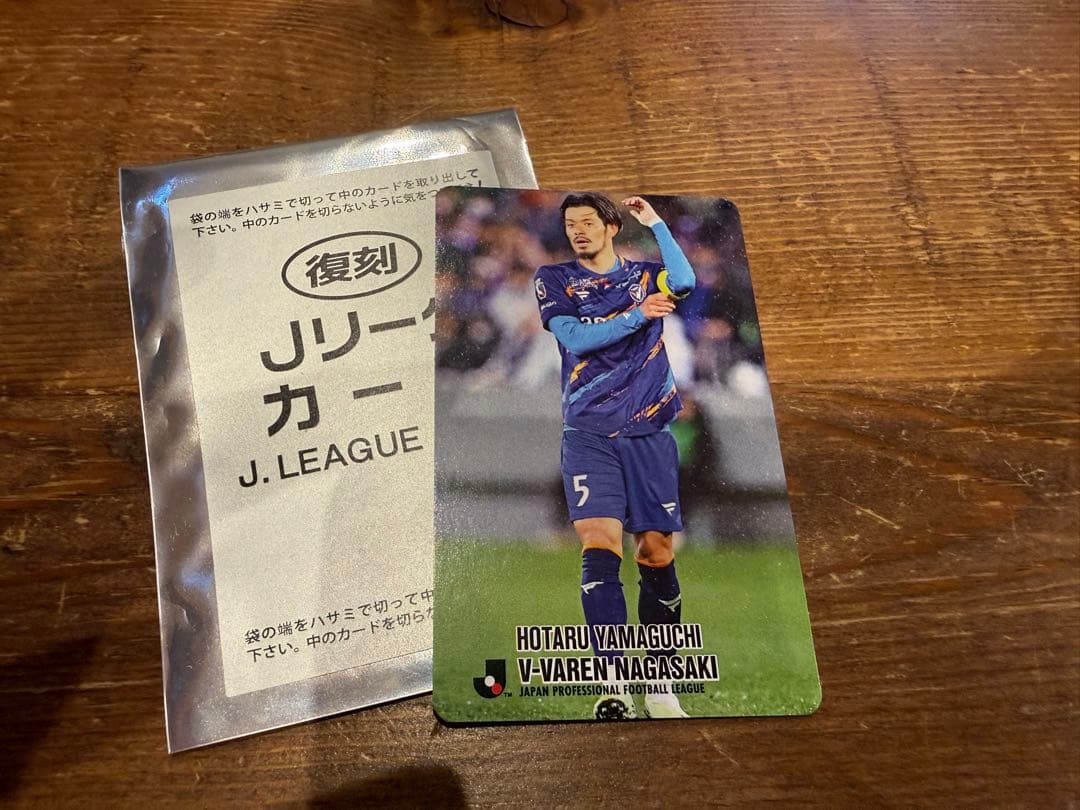 袋の端をハサミで切って中のカードを取り出して
下さい。中のカードを切らないように気をつ
復刻
Jリーグ
カー
J. LEAGUE
袋の端をハサミで切って中
下さい。中のカードを切ら
5
HOTARU YAMAGUCHI
V-VAREN NAGASAKI
JAPAN PROFESSIONAL FOOTBALL LEAGUE
TM